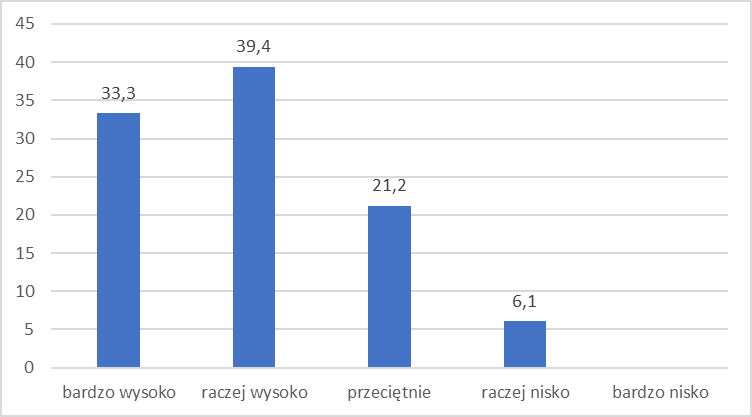 45
40
35
30
25
20
15
10
5
0
33,3
39,4
21,2
6,1
bardzo wysoko
raczej wysoko
przeciętnie
raczej nisko
bardzo nisko